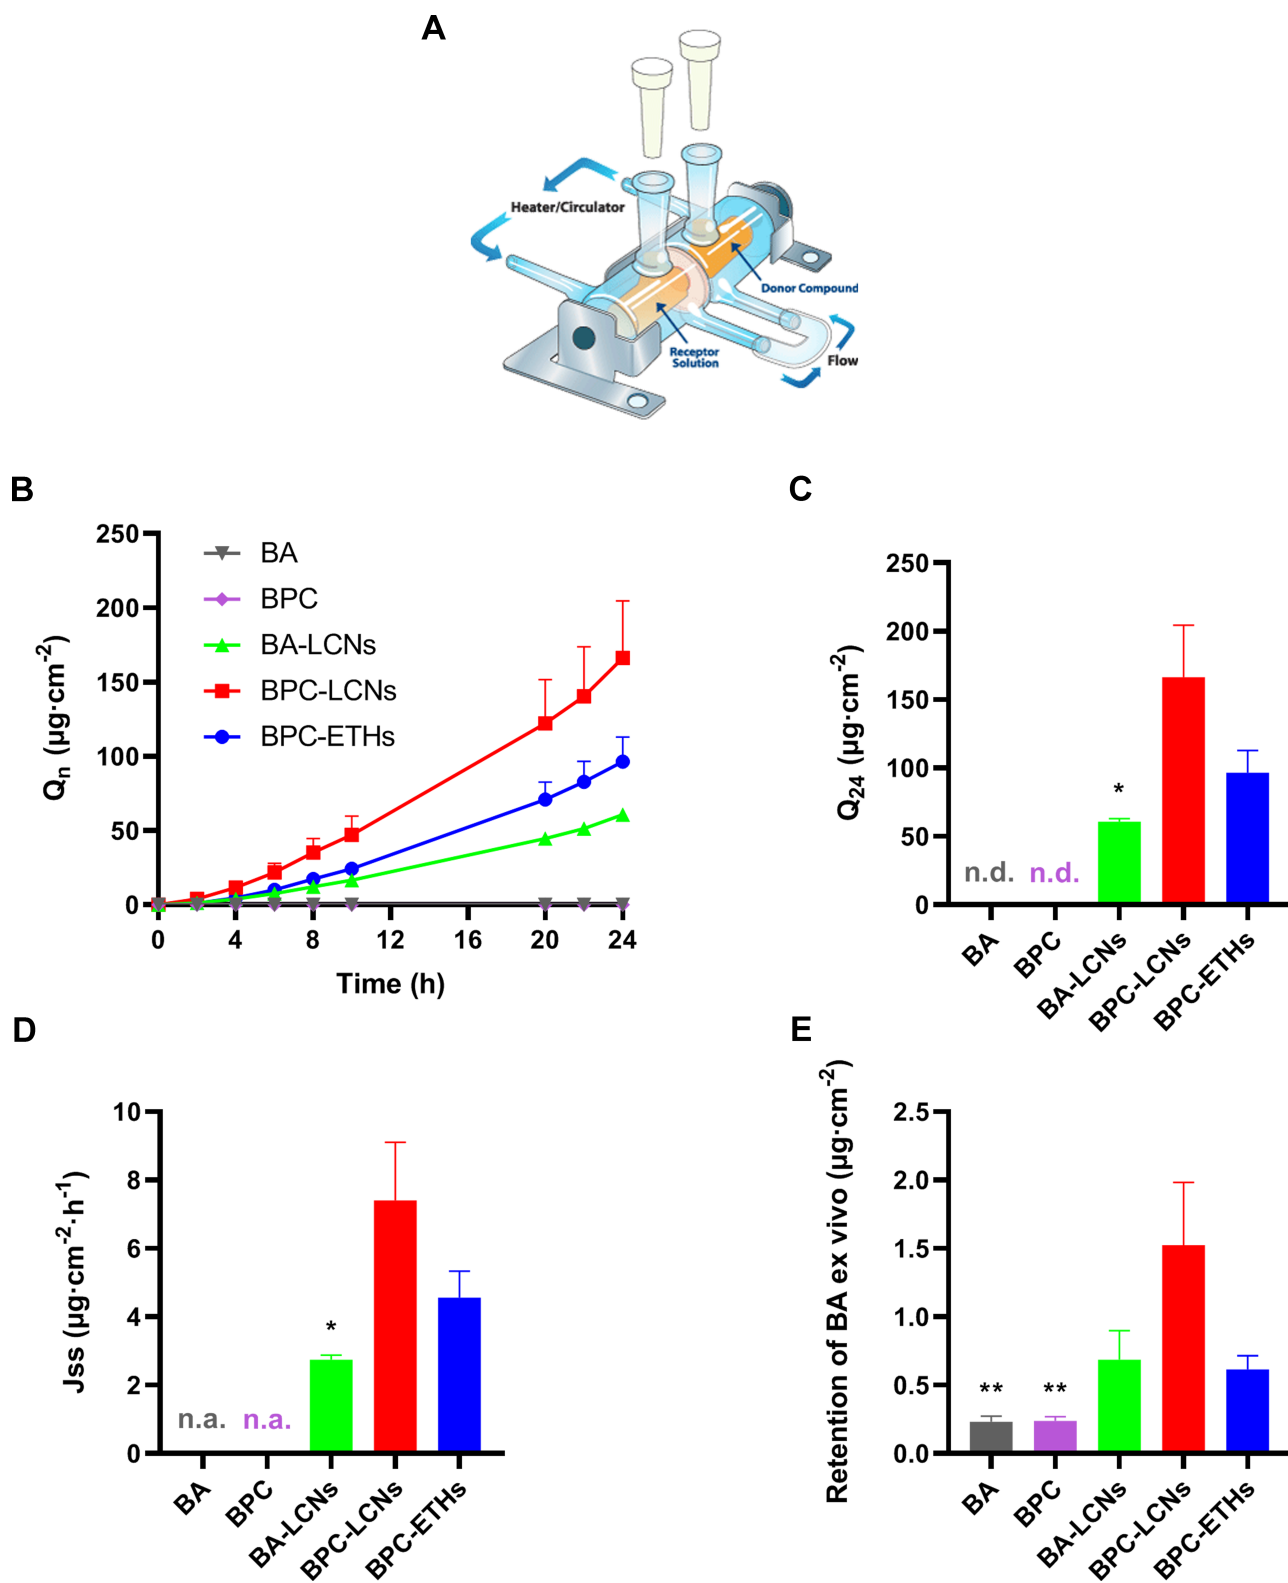 A
Heater/Circulator
Donor Compound
Receptor
Solution
Flow
B
250
200
150
100
50
0
0 4 8 12 16 20 24
Qn (µg·cm-2)
Time (h)
BA
BPC
BA-LCNs
BPC-LCNs
BPC-ETHs
C
250
200
150
100
50
0
Q24 (µg·cm-2)
n.d. n.d. *
BA BPC BA-LCNs BPC-LCNs BPC-ETHs
D
10
8
6
4
2
0
Jss (µg·cm-2·h-1)
n.a. n.a. *
BA BPC BA-LCNs BPC-LCNs BPC-ETHs
E
2.5
2.0
1.5
1.0
0.5
0.0
Retention of BA ex vivo (µg·cm-2)
** **
BA BPC BA-LCNs BPC-LCNs BPC-ETHs